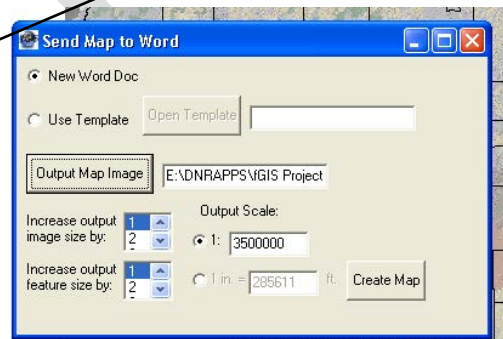 Send Map to Word
New Word Doc
Use Template
Open Template
Output Map Image
E:\DNRAPPS\fGIS Project
Increase output
image size by:
1
2
Output Scale:
1:
3500000
Increase output
feature size by:
1
2
1 in. =
285611
ft.
Create Map